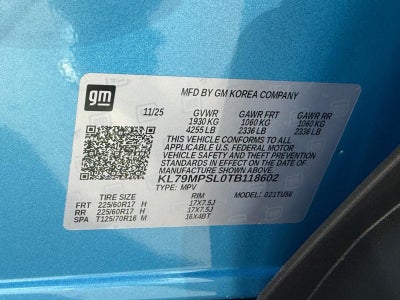 gm
MFD BY GM KOREA COMPANY
11/25 GVWR GAWR FRT GAWR RR
1930 KG 1060 KG 1060 KG
4255 LB 2336 LB 2336 LB
THIS VEHICLE CONFORMS TO ALL
APPLICABLE U.S. FEDERAL MOTOR
VEHICLE SAFETY, BUMPER, AND THEFT
PREVENTION STANDARDS IN
EFFECT ON THE DATE OF
MANUFACTURE SHOWN ABOVE.
KL79MPSL0TB118602
TYPE: MPV MODEL: 021TU56
TIRE SIZE RIM
FRT 225/60R17 H 17X7.5J
RR 225/60R17 H 17X7.5J
SPA T125/70R16 M 16X4BT